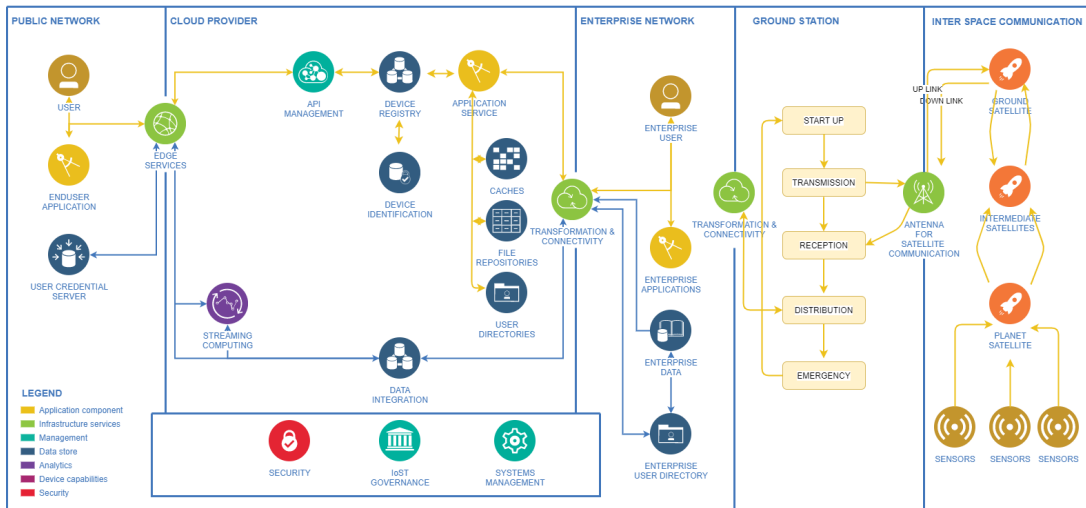 PUBLIC NETWORK
USER
ENDUSER
APPLICATION
USER CREDENTIAL
SERVER
LEGEND
Application component
Infrastructure services
Management
Data store
Analytics
Device capabilities
Security
CLOUD PROVIDER
EDGE
SERVICES
API
MANAGEMENT
DEVICE
REGISTRY
APPLICATION
SERVICE
DEVICE
IDENTIFICATION
CACHES
FILE
REPOSITORIES
USER
DIRECTORIES
STREAMING
COMPUTING
DATA
INTEGRATION
TRANSFORMATION &
CONNECTIVITY
SECURITY
IoST
GOVERNANCE
SYSTEMS
MANAGEMENT
ENTERPRISE NETWORK
ENTERPRISE
USER
ENTERPRISE
APPLICATIONS
ENTERPRISE
DATA
ENTERPRISE
USER DIRECTORY
TRANSFORMATION &
CONNECTIVITY
GROUND STATION
START UP
TRANSMISSION
RECEPTION
DISTRIBUTION
EMERGENCY
ANTENNA
FOR
SATELLITE
COMMUNICATION
INTER SPACE COMMUNICATION
UP LINK
DOWN LINK
GROUND
SATELLITE
INTERMEDIATE
SATELLITES
PLANET
SATELLITE
SENSORS
SENSORS
SENSORS